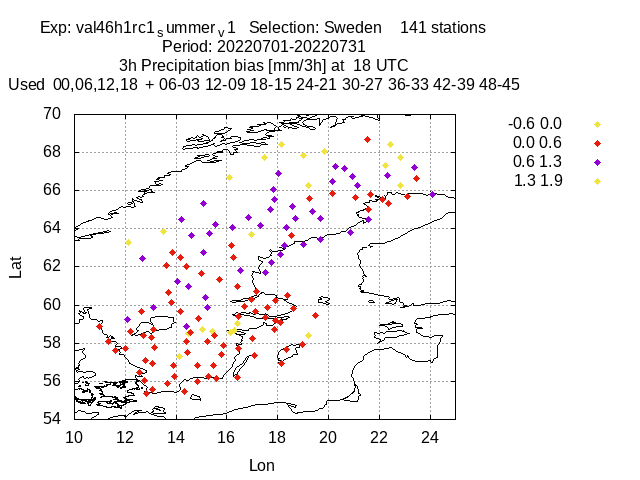 Exp: val46h1rc1ₛummerᵥ1 Selection: Sweden 141 stations
Period: 20220701-20220731
3h Precipitation bias [mm/3h] at 18 UTC
Used 00,06,12,18 + 06-03 12-09 18-15 24-21 30-27 36-33 42-39 48-45
-0.6 0.0
0.0 0.6
0.6 1.3
1.3 1.9
Lat
70
68
66
64
62
60
58
56
54
10 12 14 16 18 20 22 24
Lon